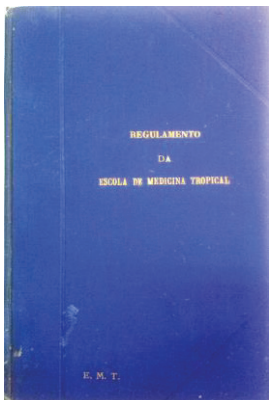 REGULAMENTO
DA
ESCOLA DE MEDICINA TROPICAL
E. M. T.